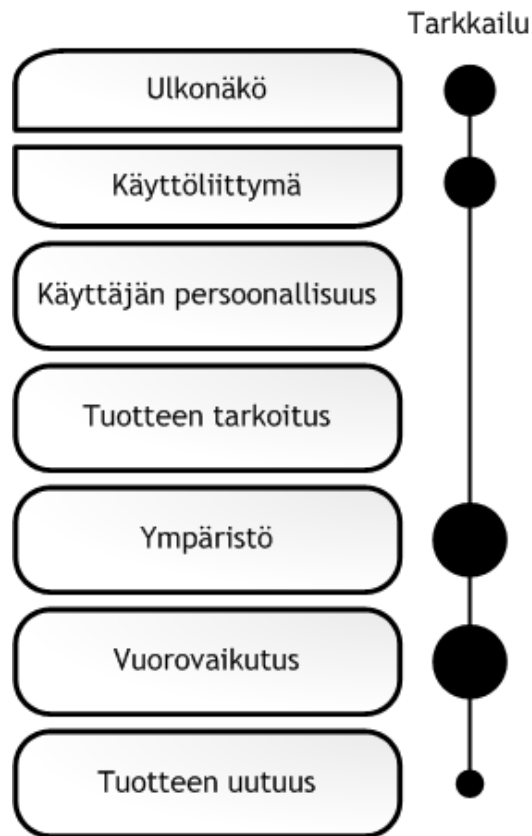 Tarkkailu
Ulkonäkö
Käyttöliittymä
Käyttäjän persoonallisuus
Tuotteen tarkoitus
Ympäristö
Vuorovaikutus
Tuotteen uutuus